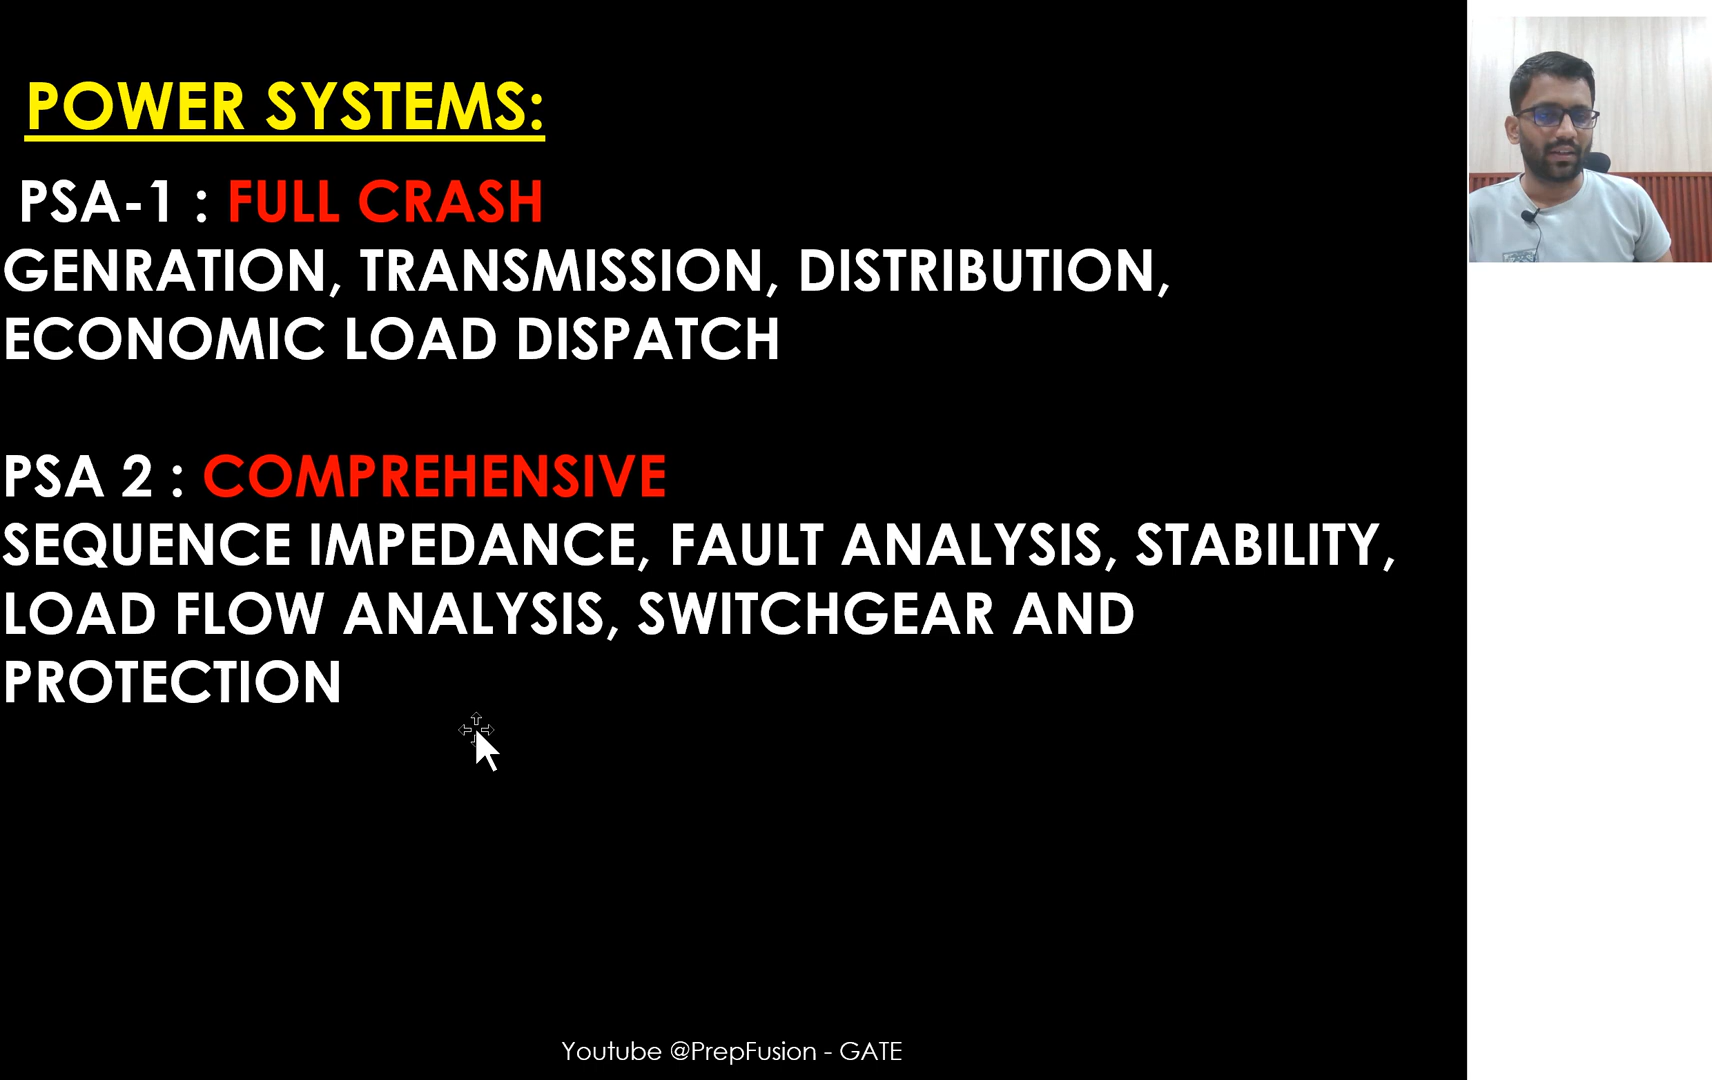 POWER SYSTEMS:
PSA-1 : FULL CRASH
GENRATION, TRANSMISSION, DISTRIBUTION,
ECONOMIC LOAD DISPATCH
PSA 2 : COMPREHENSIVE
SEQUENCE IMPEDANCE, FAULT ANALYSIS, STABILITY,
LOAD FLOW ANALYSIS, SWITCHGEAR AND
PROTECTION
Youtube @PrepFusion - GATE